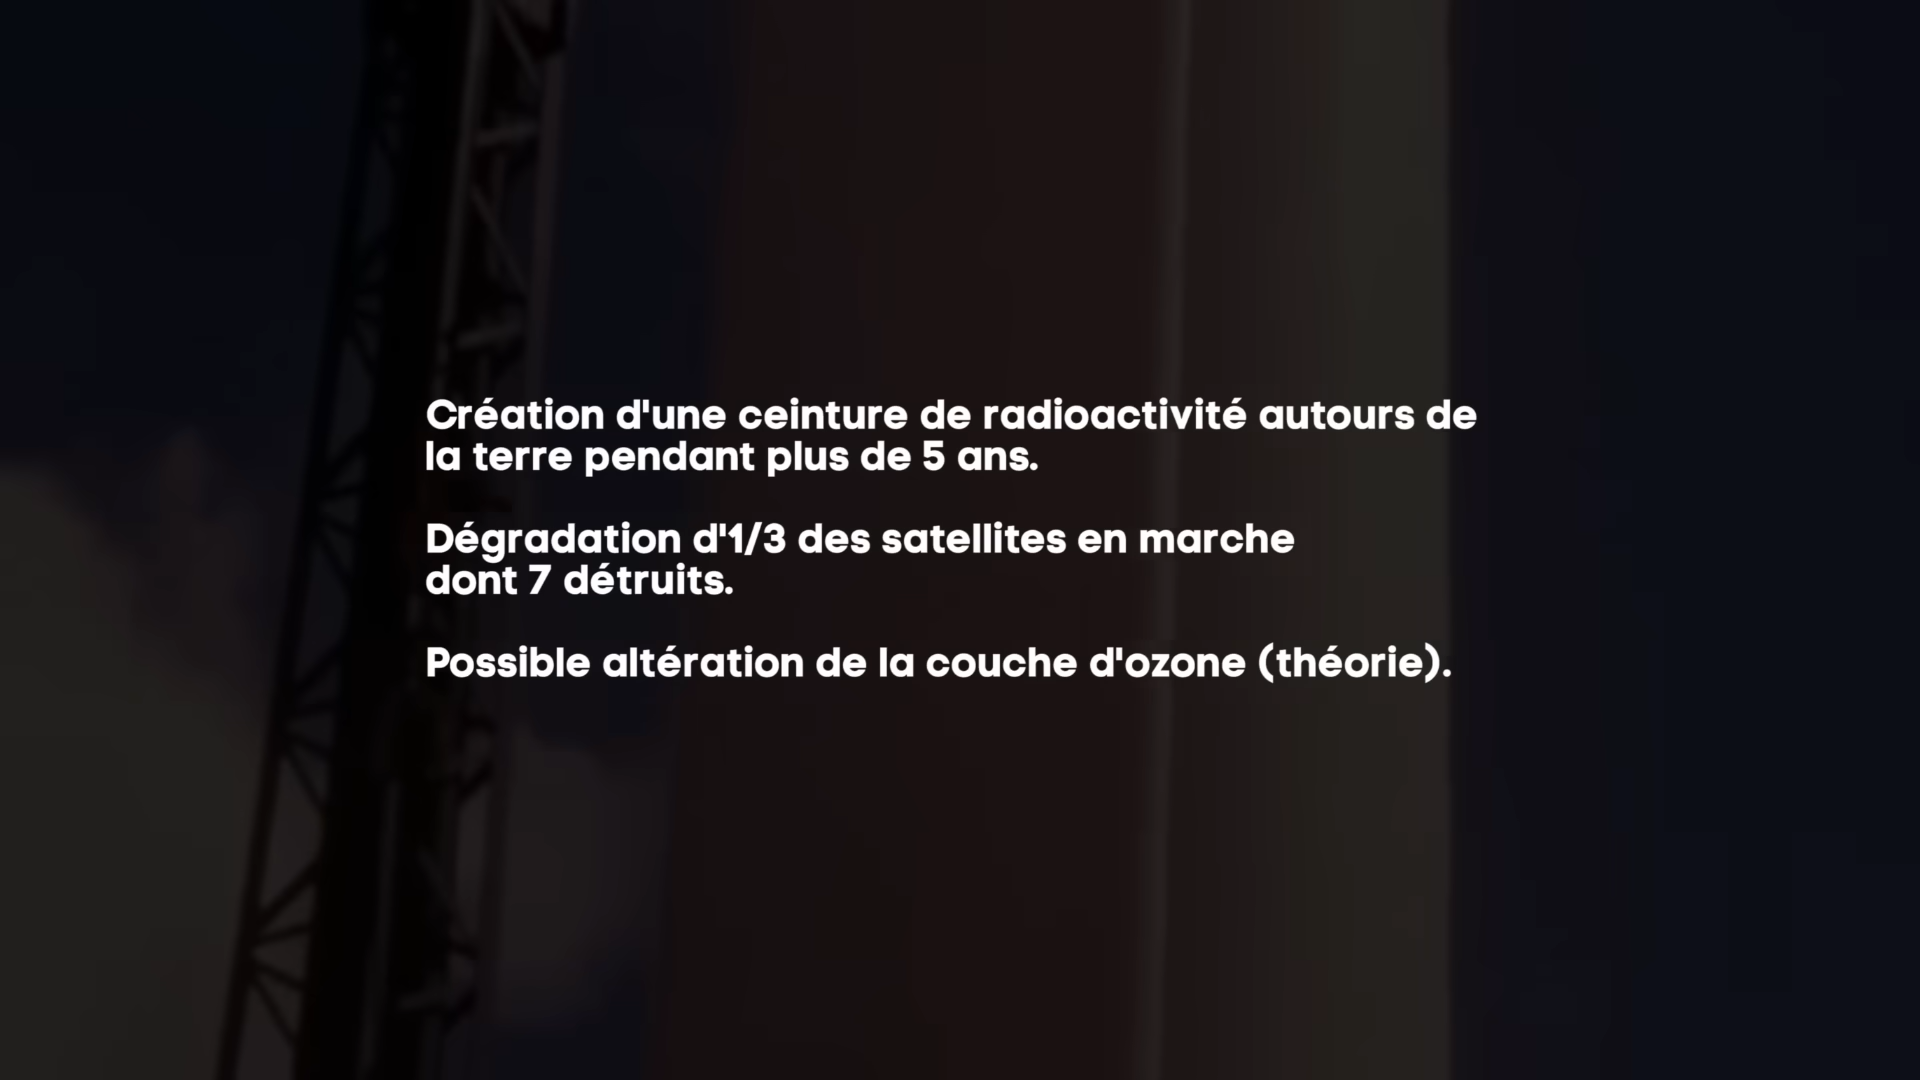 Création d'une ceinture de radioactivité autours de
la terre pendant plus de 5 ans.
Dégradation d'1/3 des satellites en marche
dont 7 détruits.
Possible altération de la couche d'ozone (théorie).